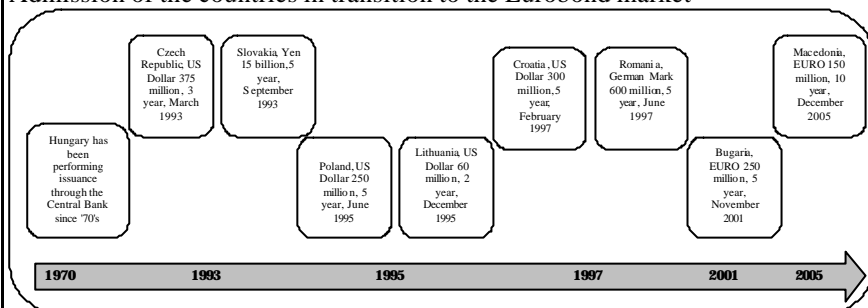 Admission of the countries in transition to the Eurobond market
Czech
Republic, US
Dollar 375
million, 3
year, March
1993
Slovakia, Yen
15 billion,5
year,
September
1993
Croatia, US
Dollar 300
million,5
year,
February
1997
Romania,
German Mark
600 million, 5
year, June
1997
Macedonia,
EURO 150
million, 10
year,
December
2005
Hungary has
been
performing
issuance
through the
Central Bank
since '70's
Poland, US
Dollar 250
million, 5
year, June
1995
Lithuania, US
Dollar 60
million, 2
year,
December
1995
Bugaria,
EURO 250
million, 5
year,
November
2001
1970 1993 1995 1997 2001 2005